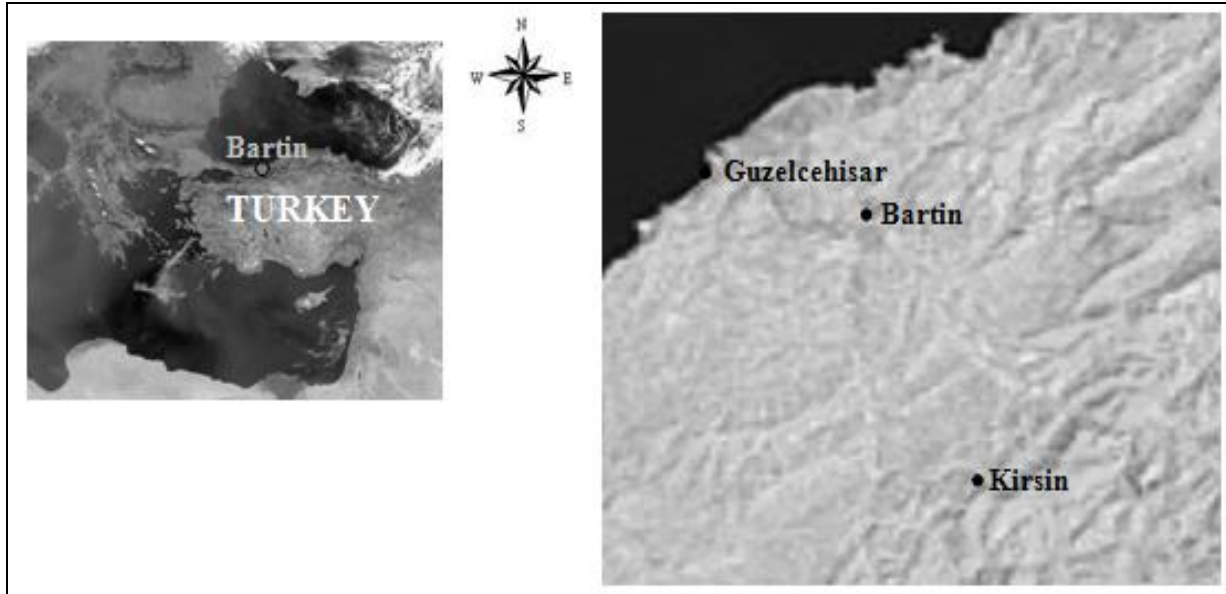 Bartin
TURKEY
N
W E
S
Guzelcehisar
Bartin
Kirsin